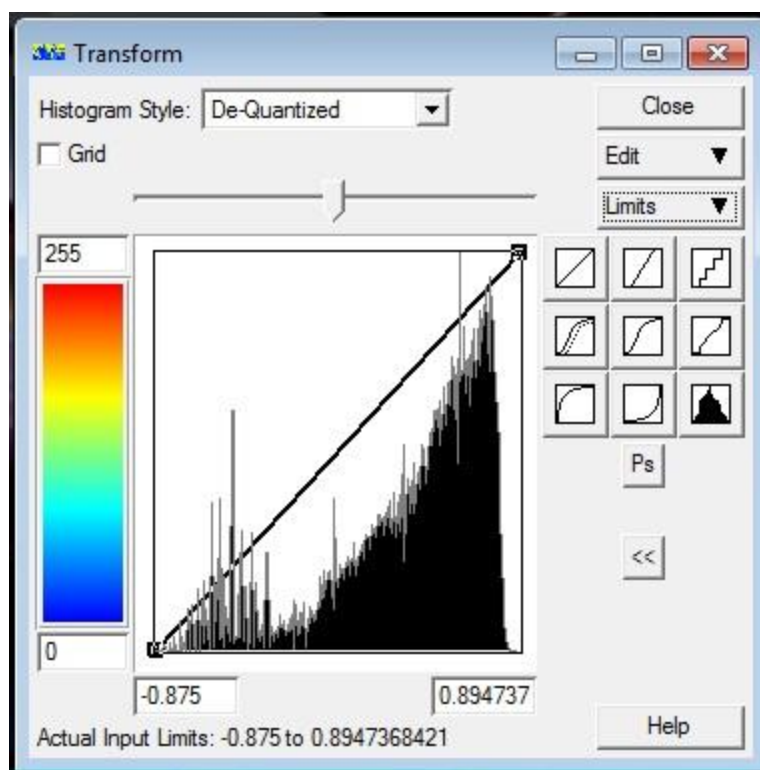 Transform
Histogram Style: De-Quantized
Close
Grid
Edit
Limits
255
Ps
<<
0
-0.875 0.894737
Actual Input Limits: -0.875 to 0.8947368421
Help